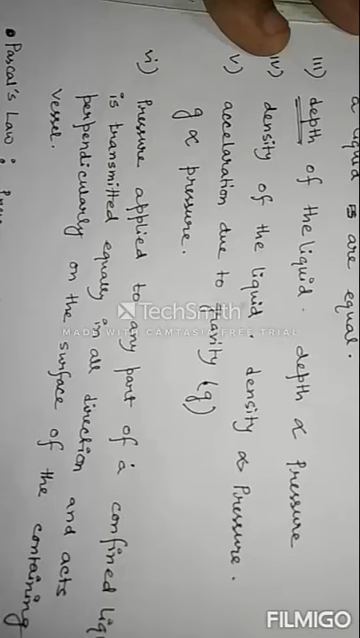 a liquid are equal.
iii) depth of the liquid. depth ∝ Pressure
iv) density of the liquid. density ∝ Pressure.
v) accelaration due to gravity (g)
g ∝ pressure.
vi) Pressure applied to any part of a confined liq
is transmitted equally in all direction and acts
perpendicularly on the surface of the containing
vessel.
• Pascal's Law :
TechSmith
MADE WITH CAMTASIA FREE TRIAL
FILMIGO